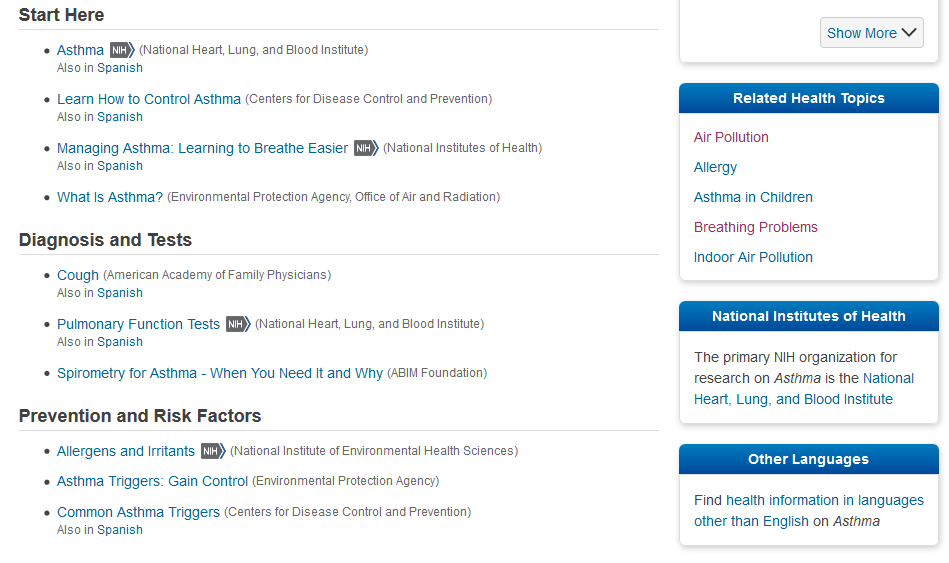 Start Here
Asthma NIH (National Heart, Lung, and Blood Institute)
Also in Spanish
Learn How to Control Asthma (Centers for Disease Control and Prevention)
Also in Spanish
Managing Asthma: Learning to Breathe Easier NIH (National Institutes of Health)
Also in Spanish
What Is Asthma? (Environmental Protection Agency, Office of Air and Radiation)
Diagnosis and Tests
Cough (American Academy of Family Physicians)
Also in Spanish
Pulmonary Function Tests NIH (National Heart, Lung, and Blood Institute)
Also in Spanish
Spirometry for Asthma - When You Need It and Why (ABIM Foundation)
Prevention and Risk Factors
Allergens and Irritants NIH (National Institute of Environmental Health Sciences)
Asthma Triggers: Gain Control (Environmental Protection Agency)
Common Asthma Triggers (Centers for Disease Control and Prevention)
Also in Spanish
Show More
Related Health Topics
Air Pollution
Allergy
Asthma in Children
Breathing Problems
Indoor Air Pollution
National Institutes of Health
The primary NIH organization for
research on Asthma is the National
Heart, Lung, and Blood Institute
Other Languages
Find health information in languages
other than English on Asthma